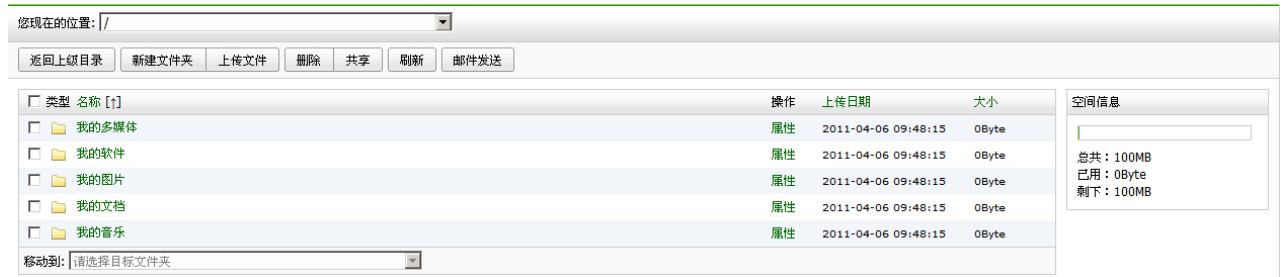 您现在的位置: /
返回上级目录 新建文件夹 上传文件 删除 共享 刷新 邮件发送
类型 名称 [↑] 操作 上传日期 大小
我的多媒体 属性 2011-04-06 09:48:15 0Byte
我的软件 属性 2011-04-06 09:48:15 0Byte
我的图片 属性 2011-04-06 09:48:15 0Byte
我的文档 属性 2011-04-06 09:48:15 0Byte
我的音乐 属性 2011-04-06 09:48:15 0Byte
移动到: 请选择目标文件夹
空间信息
总共：100MB
已用：0Byte
剩下：100MB